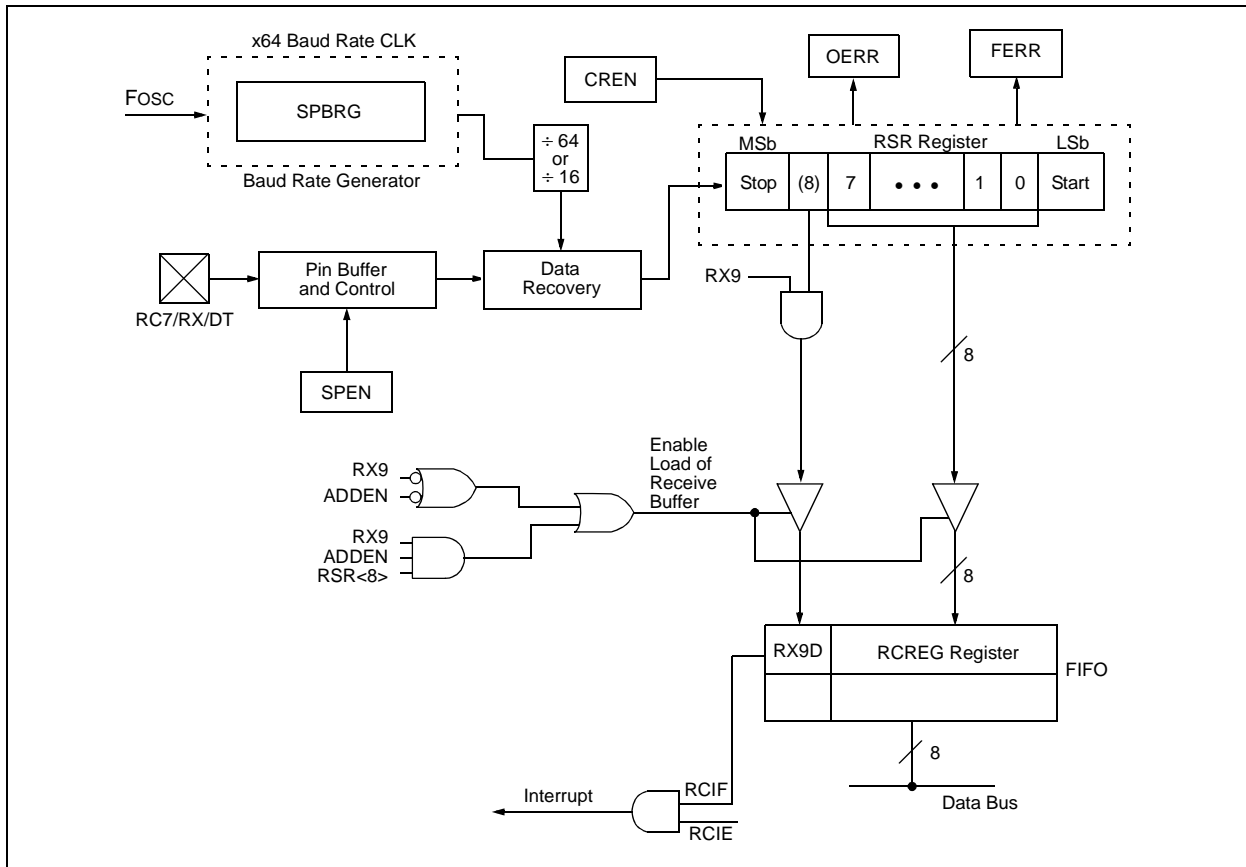 x64 Baud Rate CLK
FOSC
SPBRG
Baud Rate Generator
÷ 64
or
÷ 16
CREN
OERR
FERR
MSb
RSR Register
LSb
Stop
(8)
7
• • •
1
0
Start
RC7/RX/DT
Pin Buffer
and Control
Data
Recovery
SPEN
RX9
8
RX9
ADDEN
RX9
ADDEN
RSR<8>
Enable
Load of
Receive
Buffer
8
RX9D
RCREG Register
FIFO
8
Data Bus
Interrupt
RCIF
RCIE